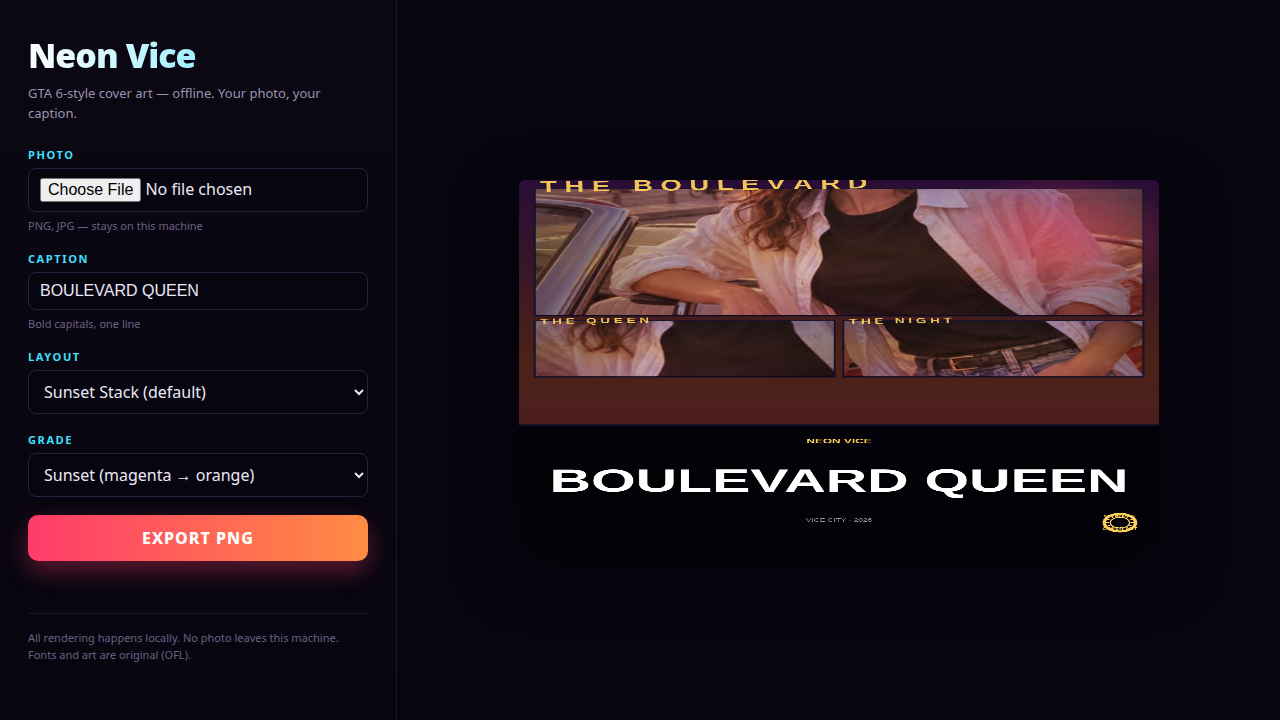 Neon Vice
GTA 6-style cover art — offline. Your photo, your
caption.
PHOTO
Choose File No file chosen
PNG, JPG — stays on this machine
CAPTION
BOULEVARD QUEEN
Bold capitals, one line
LAYOUT
Sunset Stack (default)
GRADE
Sunset (magenta → orange)
EXPORT PNG
All rendering happens locally. No photo leaves this machine.
Fonts and art are original (OFL).
THE BOULEVARD
THE QUEEN
THE NIGHT
NEON VICE
BOULEVARD QUEEN
VICE CITY · 2026